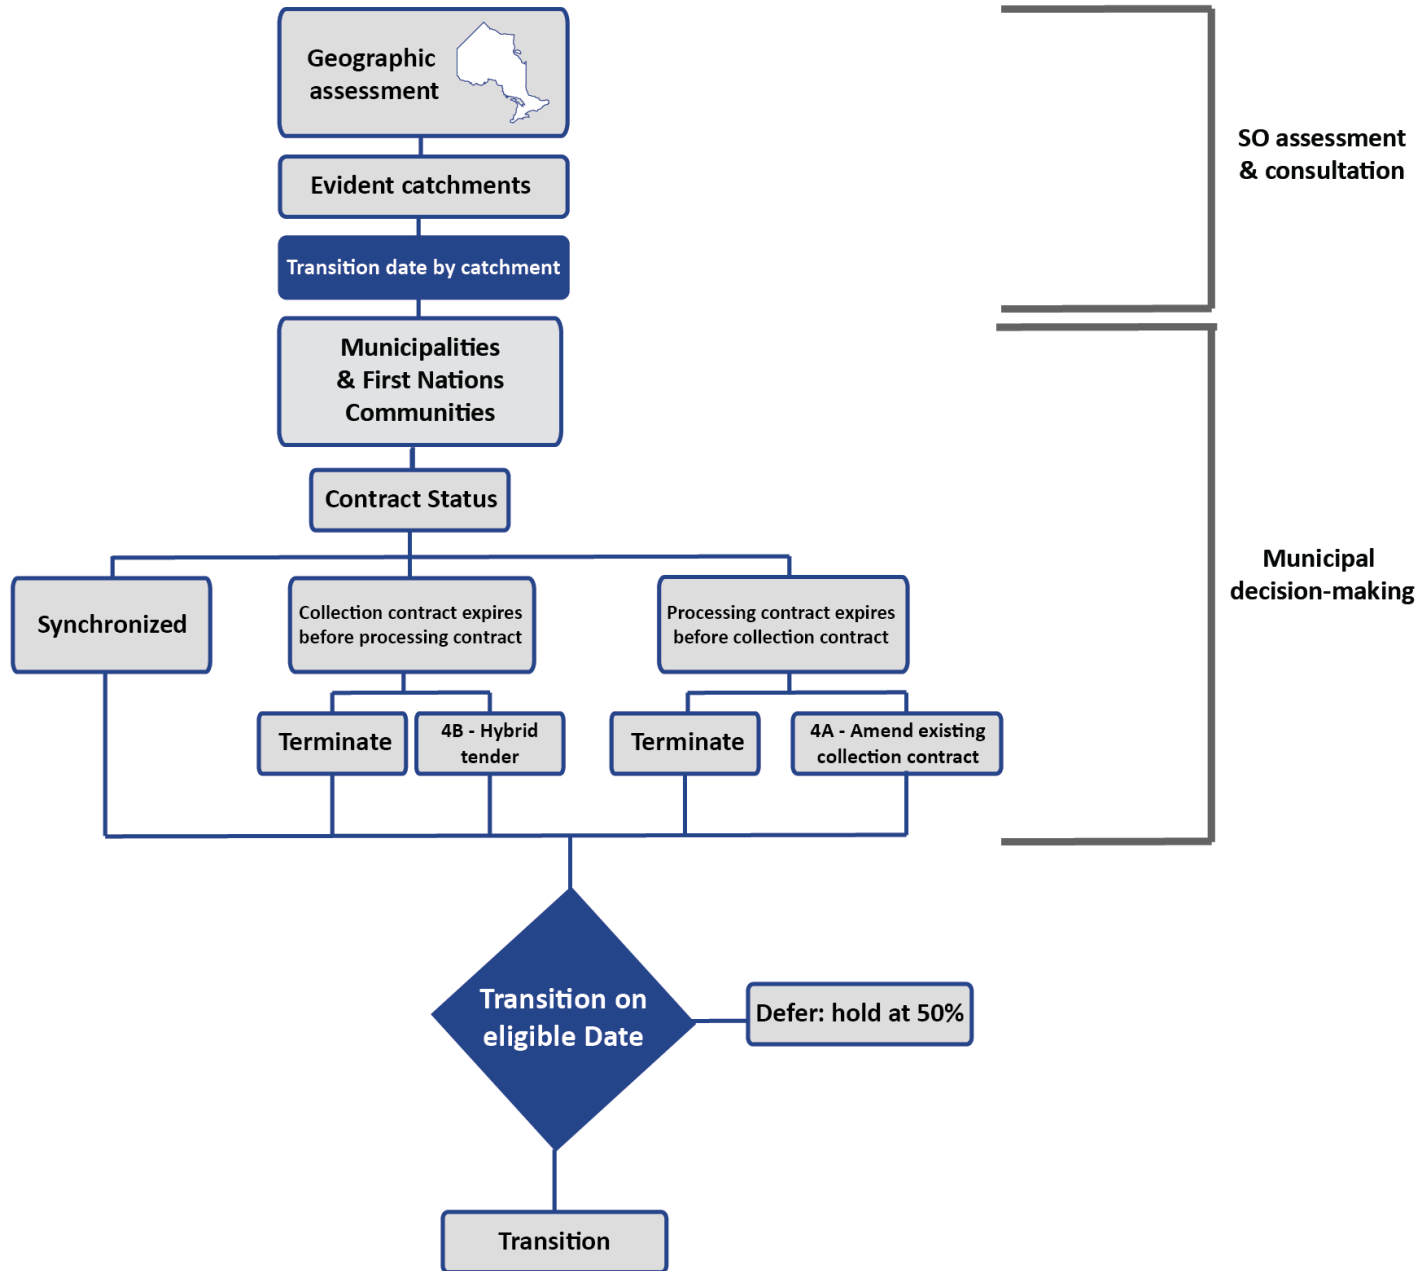 Geographic
assessment
SO assessment
& consultation
Evident catchments
Transition date by catchment
Municipalities
& First Nations
Communities
Contract Status
Municipal
decision-making
Synchronized
Collection contract expires
before processing contract
Processing contract expires
before collection contract
Terminate
4B - Hybrid
tender
Terminate
4A - Amend existing
collection contract
Transition on
eligible Date
Defer: hold at 50%
Transition